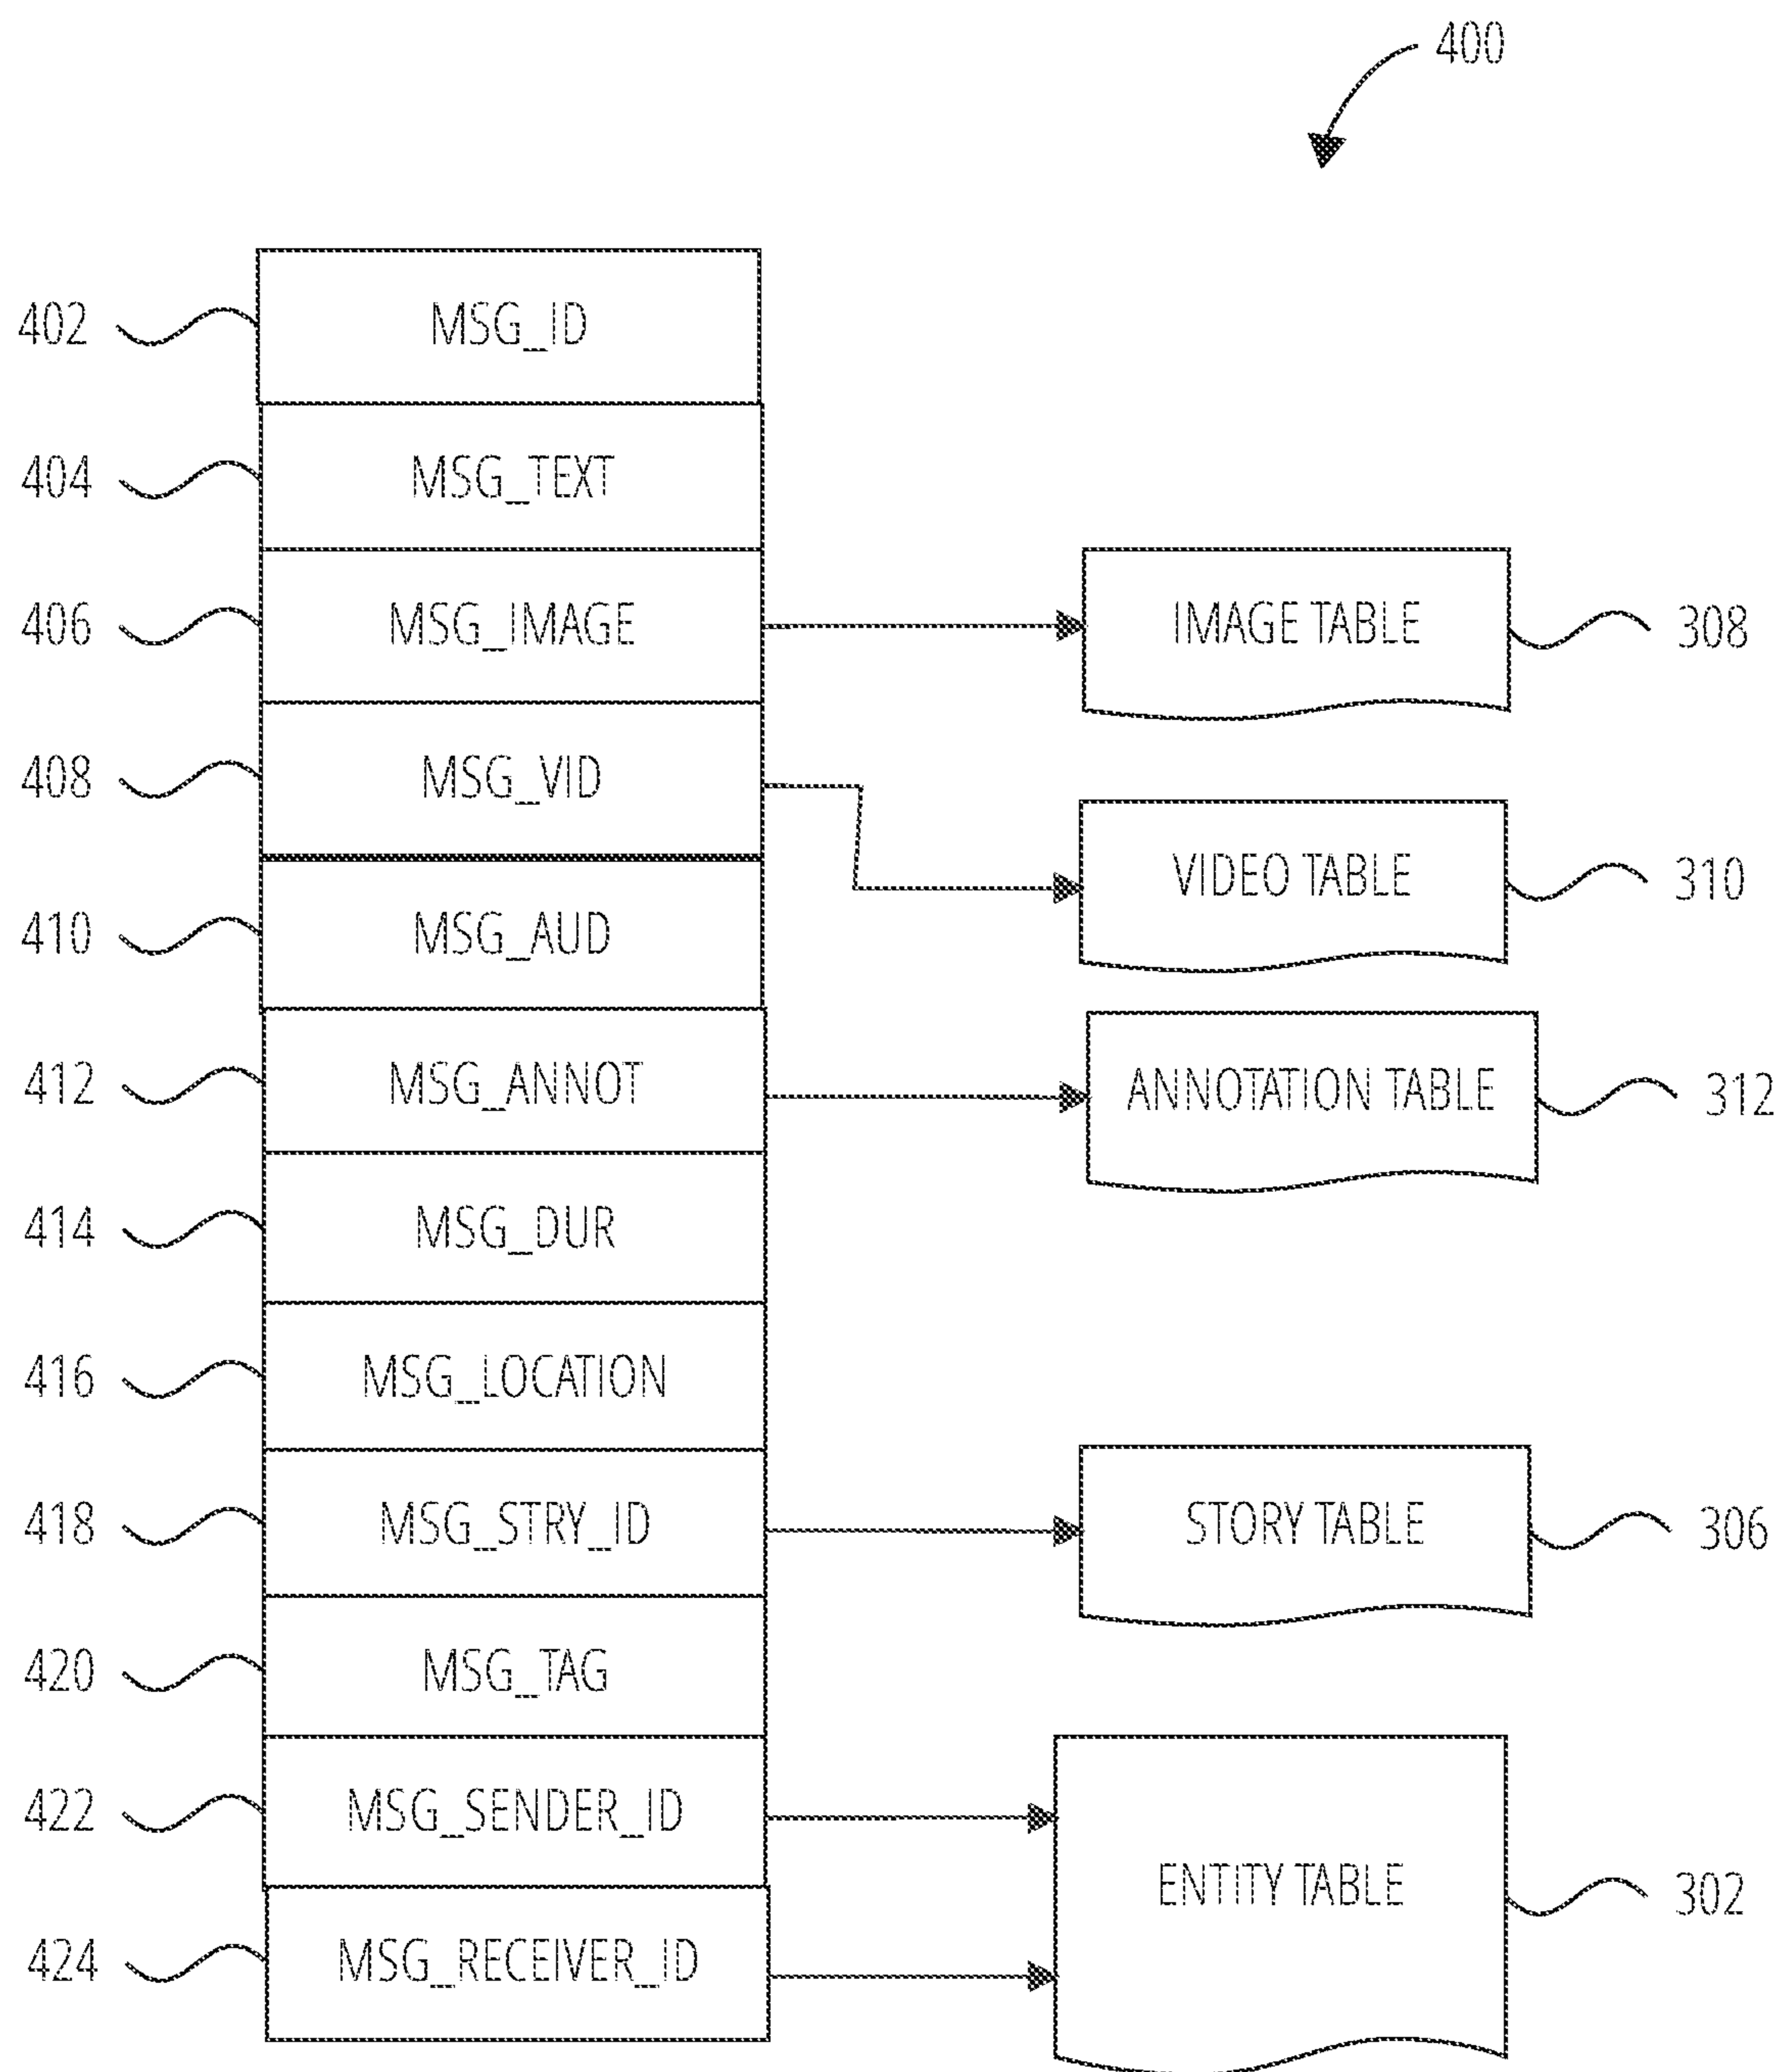 400
402 MSG_ID
404 MSG_TEXT
406 MSG_IMAGE IMAGE TABLE 308
408 MSG_VID VIDEO TABLE 310
410 MSG_AUD
412 MSG_ANNOT ANNOTATION TABLE 312
414 MSG_DUR
416 MSG_LOCATION
418 MSG_STRY_ID STORY TABLE 306
420 MSG_TAG
422 MSG_SENDER_ID
ENTITY TABLE 302
424 MSG_RECEIVER_ID